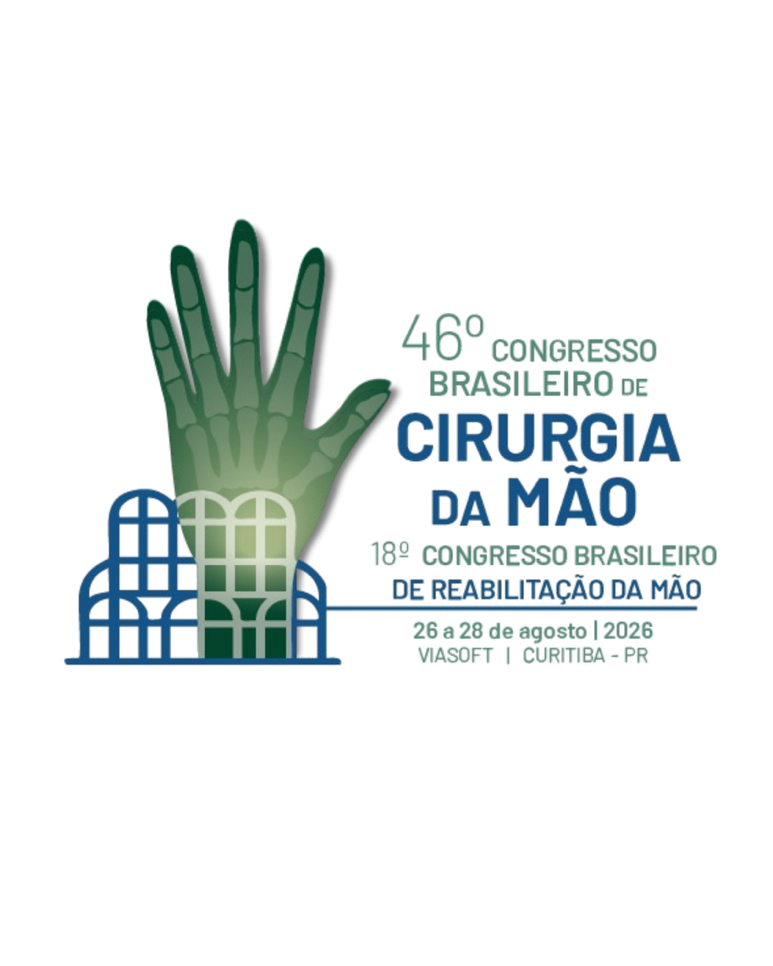 46º CONGRESSO
BRASILEIRO DE
CIRURGIA
DA MÃO
18º CONGRESSO BRASILEIRO
DE REABILITAÇÃO DA MÃO
26 a 28 de agosto | 2026
VIASOFT | CURITIBA - PR